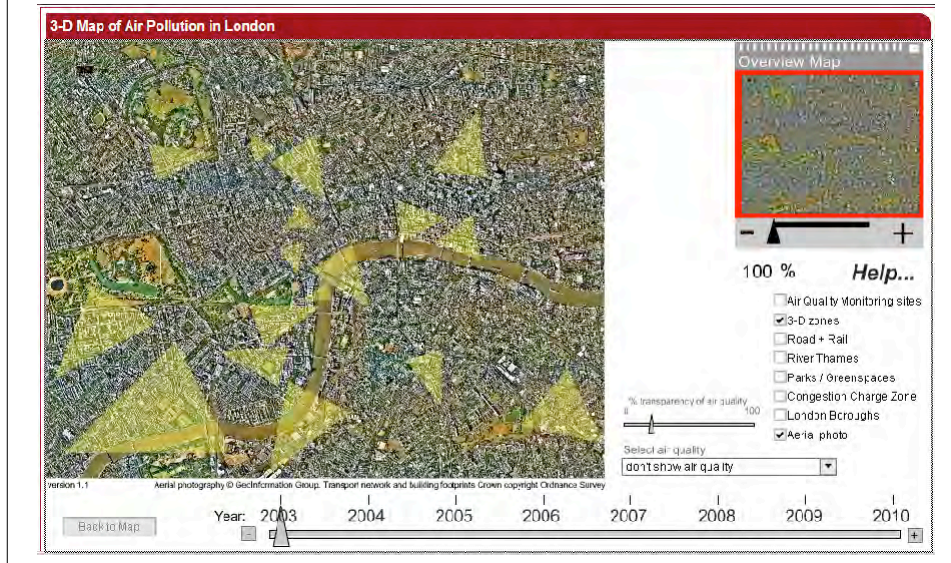 3-D Map of Air Pollution in London
Overview Map
- +
100 % Help...
Air Quality Monitoring sites
3-D zones
Road + Rail
River Thames
Parks / Greenspaces
Congestion Charge Zone
London Boroughs
Aerial photo
% transparency of air quality
0 100
Select air quality
don't show air quality
version 1.1 Aerial photography © GeoInformation Group. Transport network and building footprints Crown copyright Ordnance Survey
Back to Map
Year: 2003 2004 2005 2006 2007 2008 2009 2010
- +